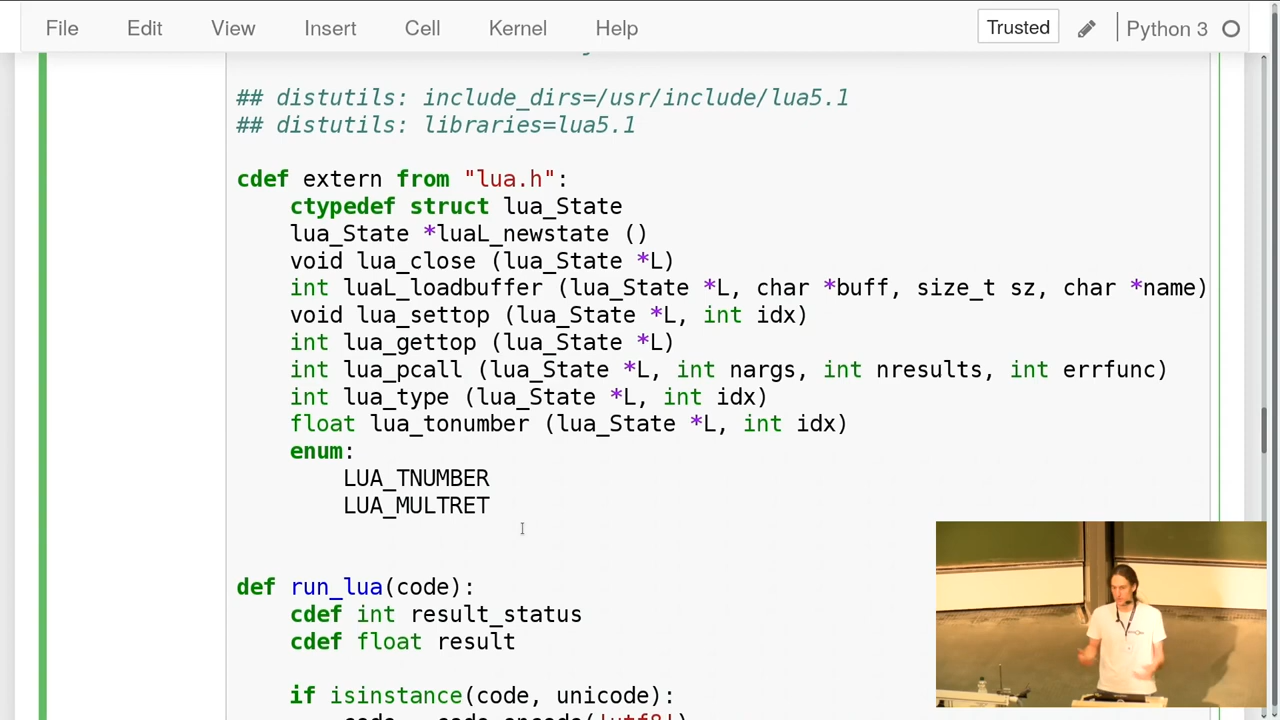 File Edit View Insert Cell Kernel Help Trusted Python 3
## distutils: include_dirs=/usr/include/lua5.1
## distutils: libraries=lua5.1
cdef extern from "lua.h":
    ctypedef struct lua_State
    lua_State *luaL_newstate ()
    void lua_close (lua_State *L)
    int luaL_loadbuffer (lua_State *L, char *buff, size_t sz, char *name)
    void lua_settop (lua_State *L, int idx)
    int lua_gettop (lua_State *L)
    int lua_pcall (lua_State *L, int nargs, int nresults, int errfunc)
    int lua_type (lua_State *L, int idx)
    float lua_tonumber (lua_State *L, int idx)
    enum:
        LUA_TNUMBER
        LUA_MULTRET
def run_lua(code):
    cdef int result_status
    cdef float result
    if isinstance(code, unicode):